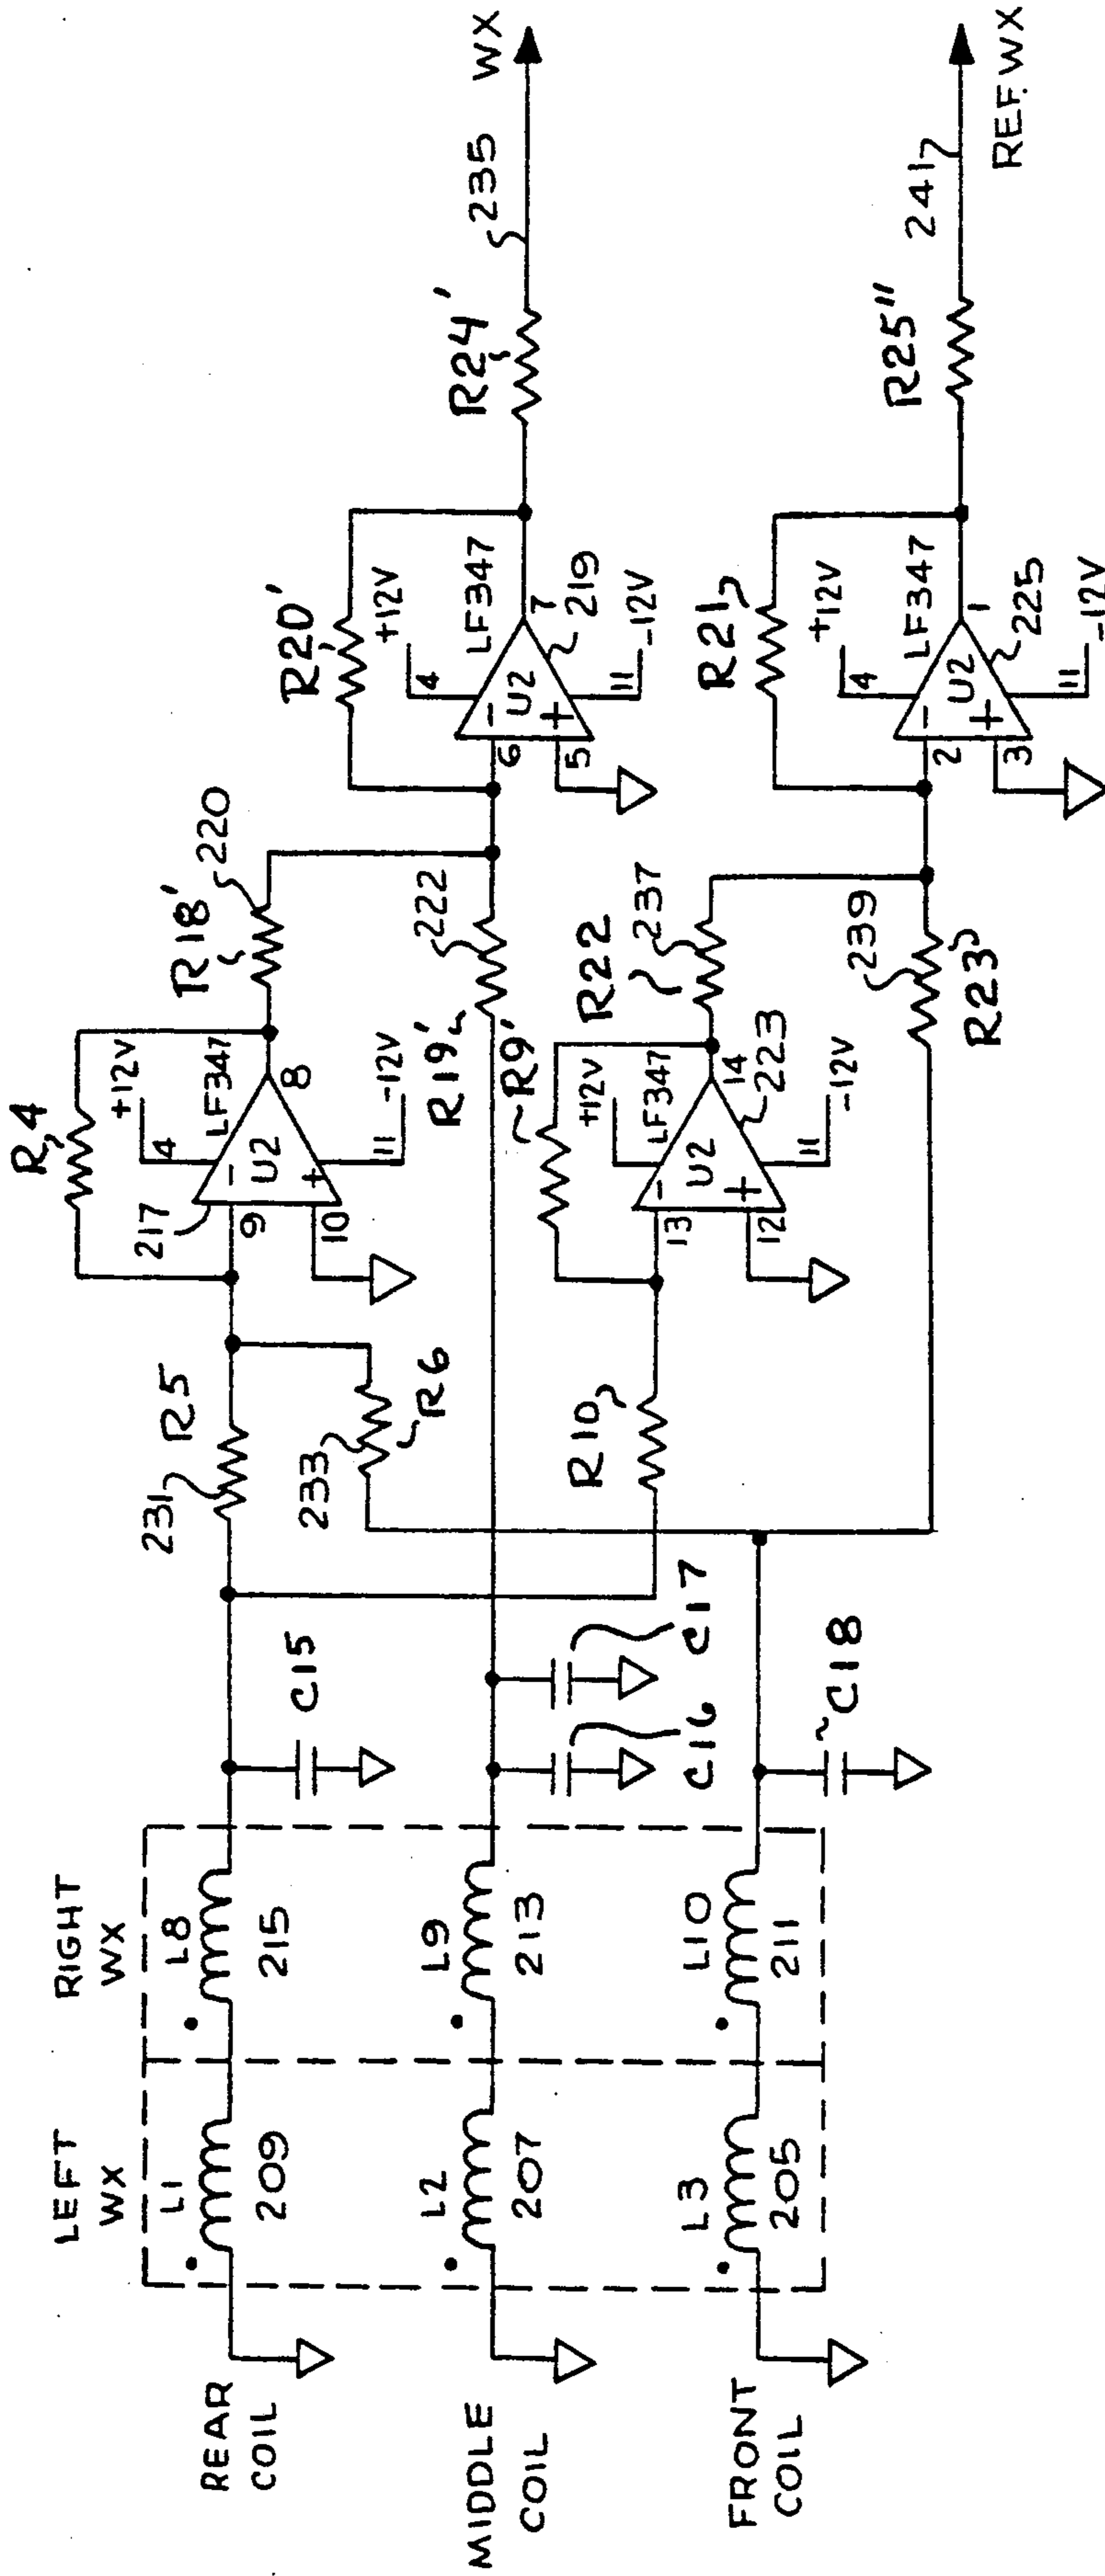 REAR
COIL
MIDDLE
COIL
FRONT
COIL
LEFT
WX
RIGHT
WX
L1
209
L8
215
L2
207
L9
213
L3
205
L10
211
C15
C16
C17
C18
231
R5
233
R6
R4
217
+12V
4
LF347
9
-
U2
8
10
+
11
-12V
R18'
220
R19'
222
R10
R9'
+12V
LF347
13
-
U2
14
12
+
223
11
-12V
R22
237
239
R23
R20'
+12V
4
LF347
6
-
U2
7
5
+
219
11
-12V
R24'
235
WX
R21
+12V
4
LF347
2
-
U2
1
3
+
225
11
-12V
R25"
241
REF. WX